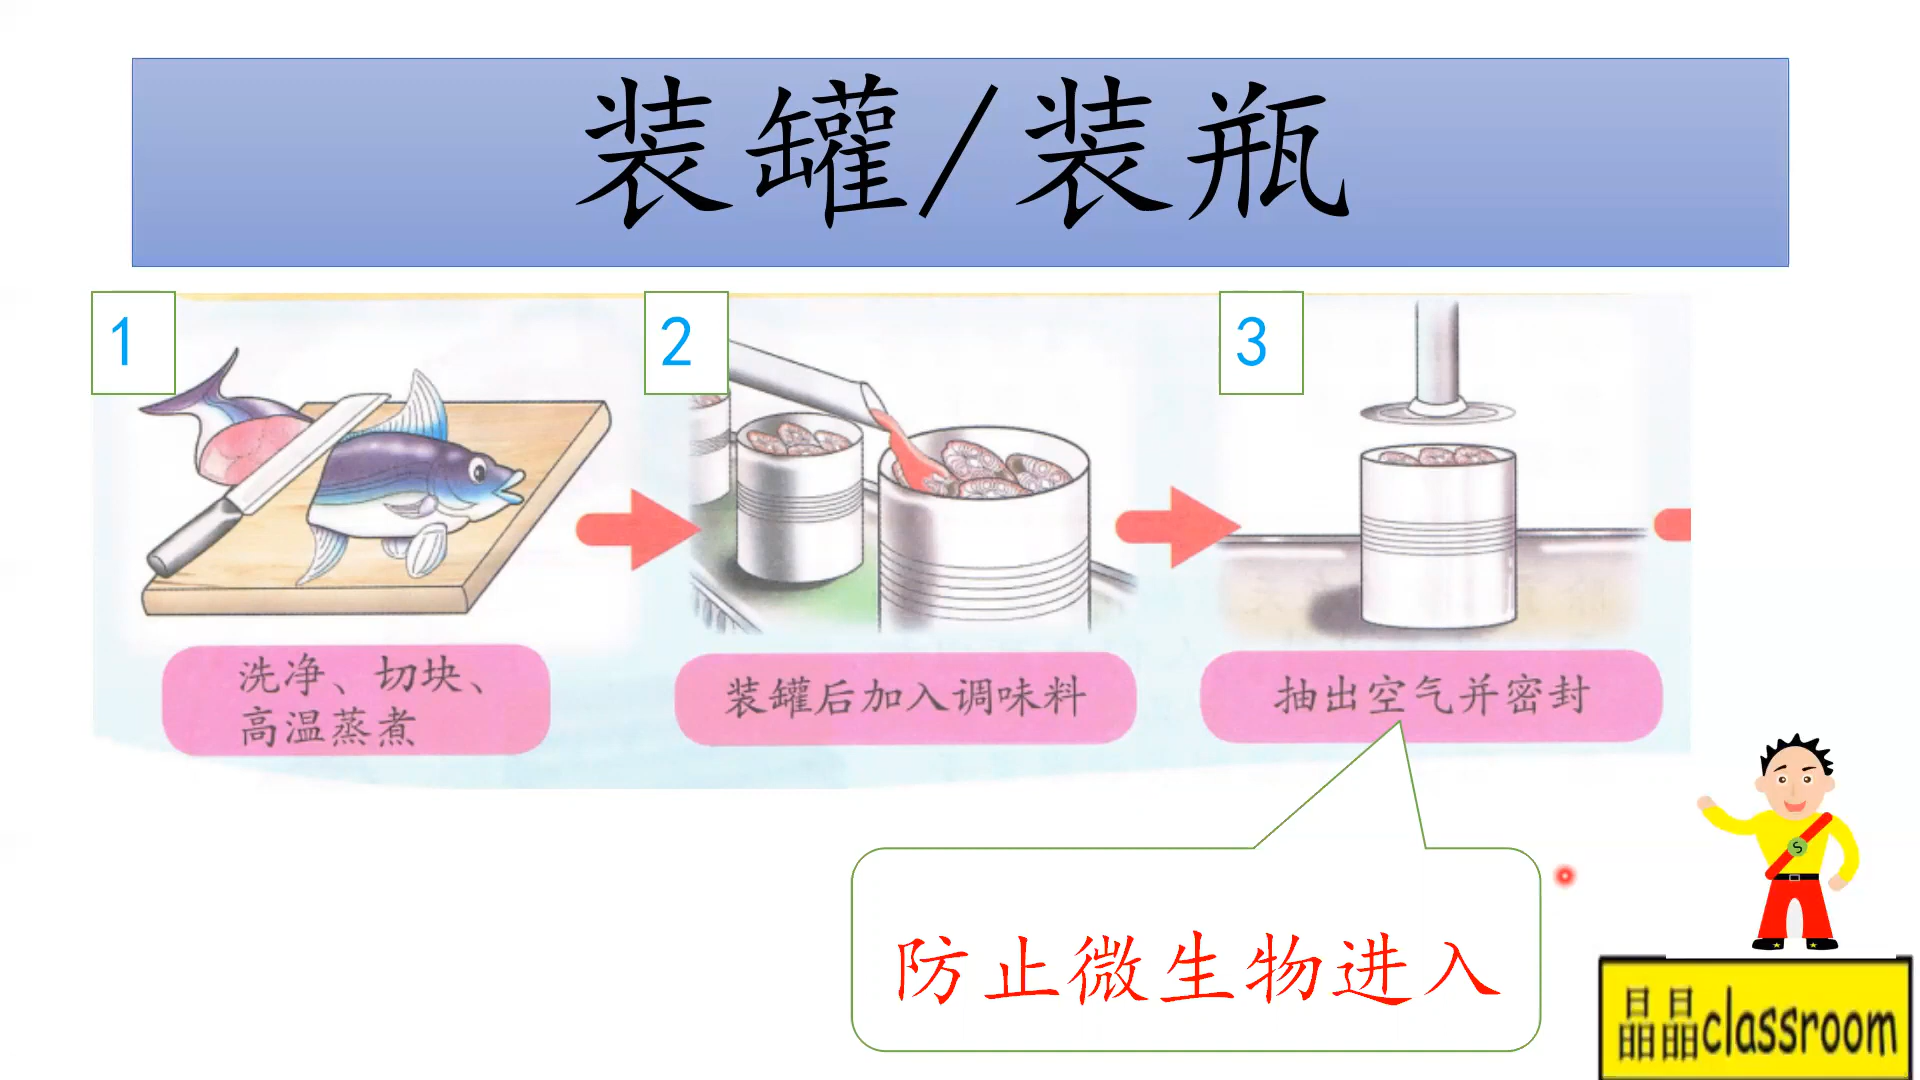 装罐/装瓶
1
2
3
洗净、切块、
高温蒸煮
装罐后加入调味料
抽出空气并密封
防止微生物进入
S
晶晶classroom